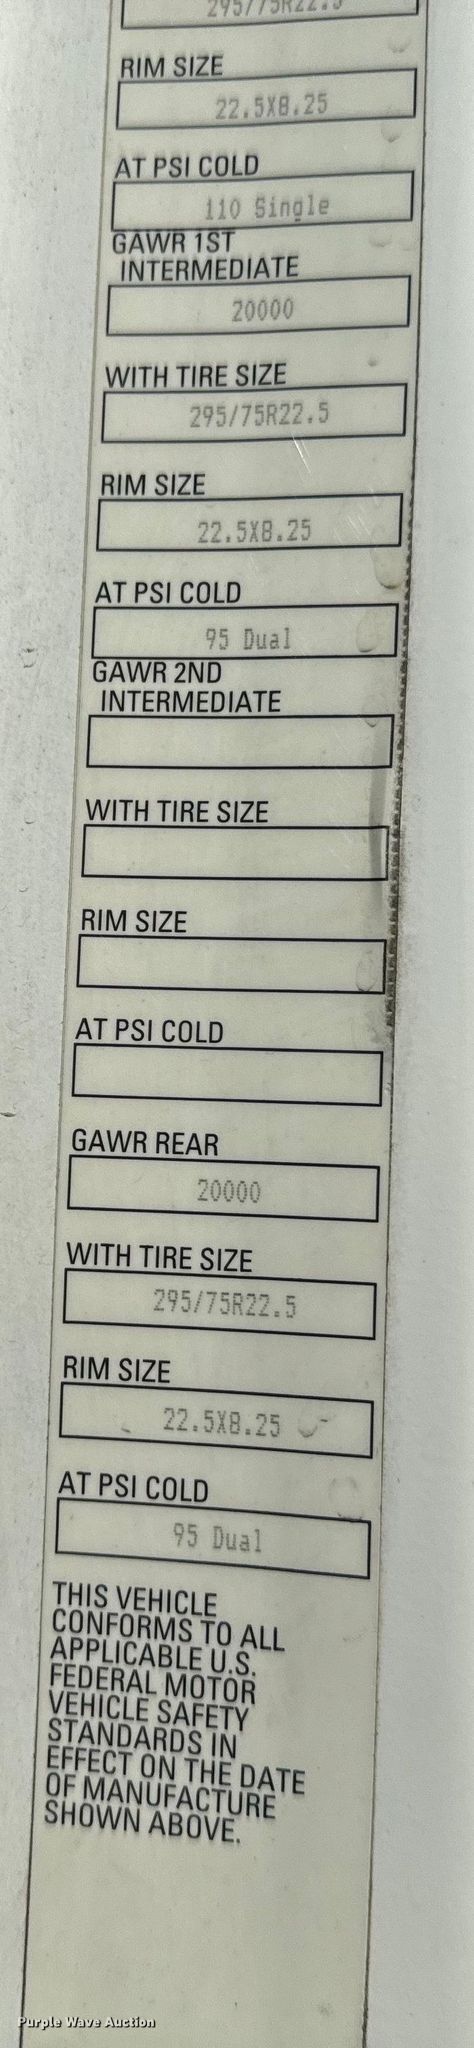 295/75R22.5
RIM SIZE
22.5X8.25
AT PSI COLD
110 Single
GAWR 1ST
INTERMEDIATE
20000
WITH TIRE SIZE
295/75R22.5
RIM SIZE
22.5X8.25
AT PSI COLD
95 Dual
GAWR 2ND
INTERMEDIATE
WITH TIRE SIZE
RIM SIZE
AT PSI COLD
GAWR REAR
20000
WITH TIRE SIZE
295/75R22.5
RIM SIZE
22.5X8.25
AT PSI COLD
95 Dual
THIS VEHICLE
CONFORMS TO ALL
APPLICABLE U.S.
FEDERAL MOTOR
VEHICLE SAFETY
STANDARDS IN
EFFECT ON THE DATE
OF MANUFACTURE
SHOWN ABOVE.
Purple Wave Auction